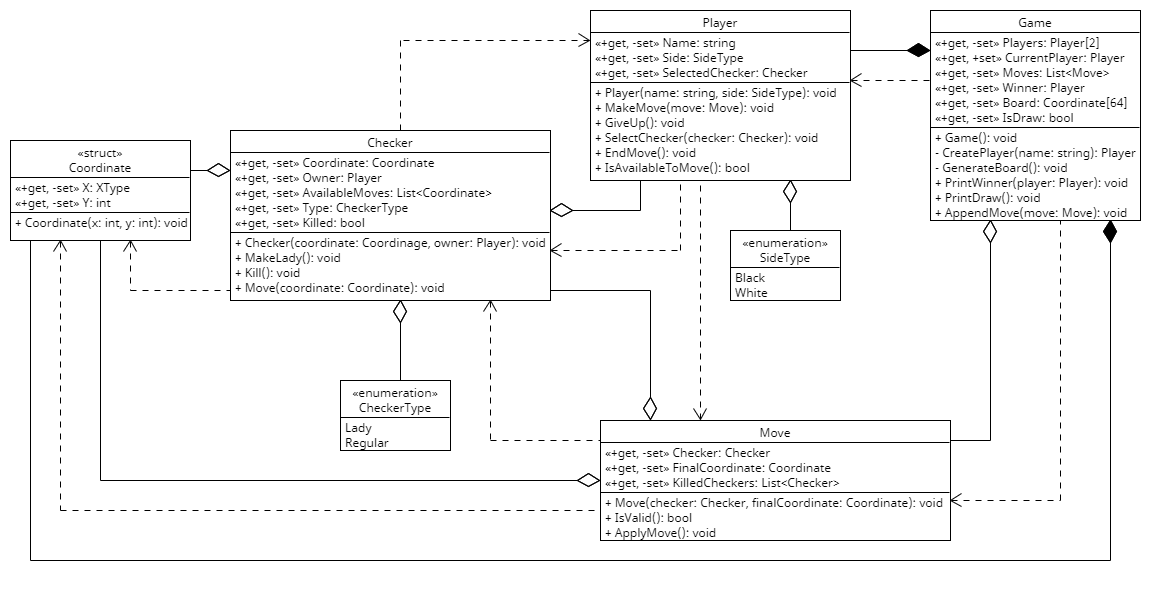 Player
«+get, -set» Name: string
«+get, -set» Side: SideType
«+get, -set» SelectedChecker: Checker
+ Player(name: string, side: SideType): void
+ MakeMove(move: Move): void
+ GiveUp(): void
+ SelectChecker(checker: Checker): void
+ EndMove(): void
+ IsAvailableToMove(): bool
Game
«+get, -set» Players: Player[2]
«+get, +set» CurrentPlayer: Player
«+get, -set» Moves: List<Move>
«+get, -set» Winner: Player
«+get, -set» Board: Coordinate[64]
«+get, -set» IsDraw: bool
+ Game(): void
- CreatePlayer(name: string): Player
- GenerateBoard(): void
+ PrintWinner(player: Player): void
+ PrintDraw(): void
+ AppendMove(move: Move): void
«struct»
Coordinate
«+get, -set» X: XType
«+get, -set» Y: int
+ Coordinate(x: int, y: int): void
Checker
«+get, -set» Coordinate: Coordinate
«+get, -set» Owner: Player
«+get, -set» AvailableMoves: List<Coordinate>
«+get, -set» Type: CheckerType
«+get, -set» Killed: bool
+ Checker(coordinate: Coordinage, owner: Player): void
+ MakeLady(): void
+ Kill(): void
+ Move(coordinate: Coordinate): void
«enumeration»
SideType
Black
White
«enumeration»
CheckerType
Lady
Regular
Move
«+get, -set» Checker: Checker
«+get, -set» FinalCoordinate: Coordinate
«+get, -set» KilledCheckers: List<Checker>
+ Move(checker: Checker, finalCoordinate: Coordinate): void
+ IsValid(): bool
+ ApplyMove(): void